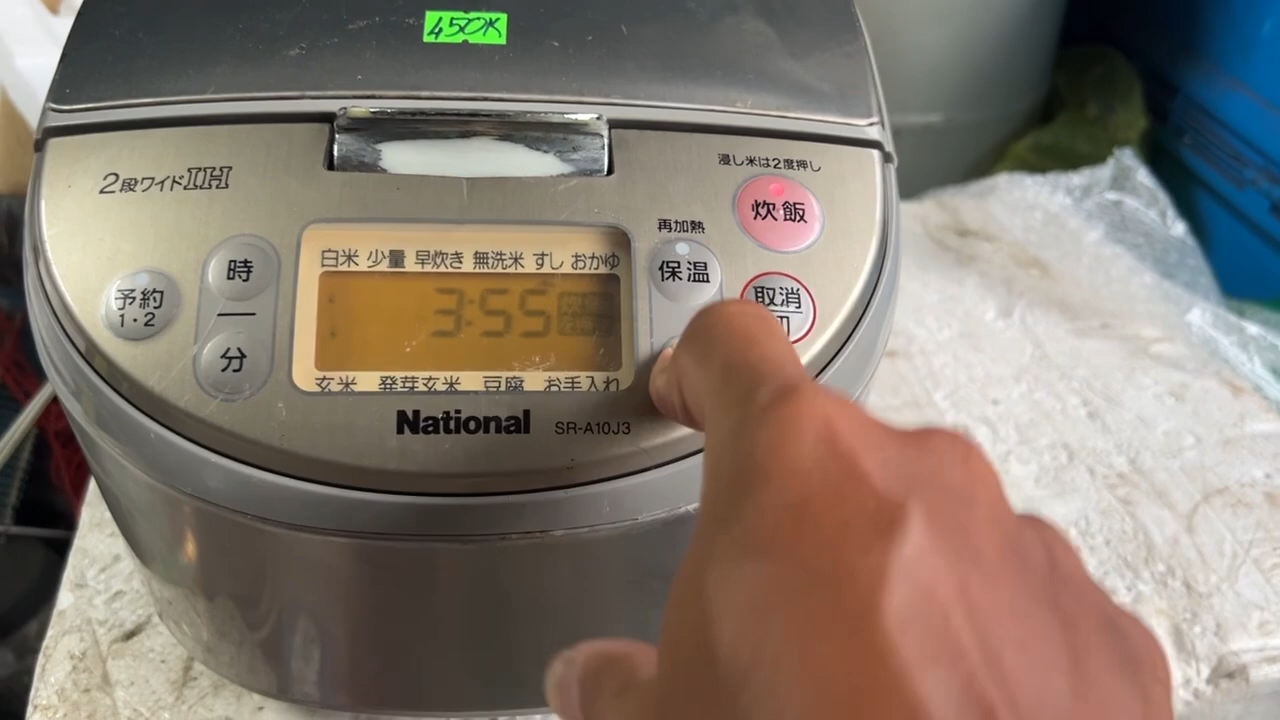 450K
2段ワイドIH
浸し米は2度押し
炊飯
再加熱
保温
取消
予約
1・2
時
分
白米 少量 早炊き 無洗米 すし おかゆ
3:55
玄米 発芽玄米 豆腐 お手入れ
National SR-A10J3